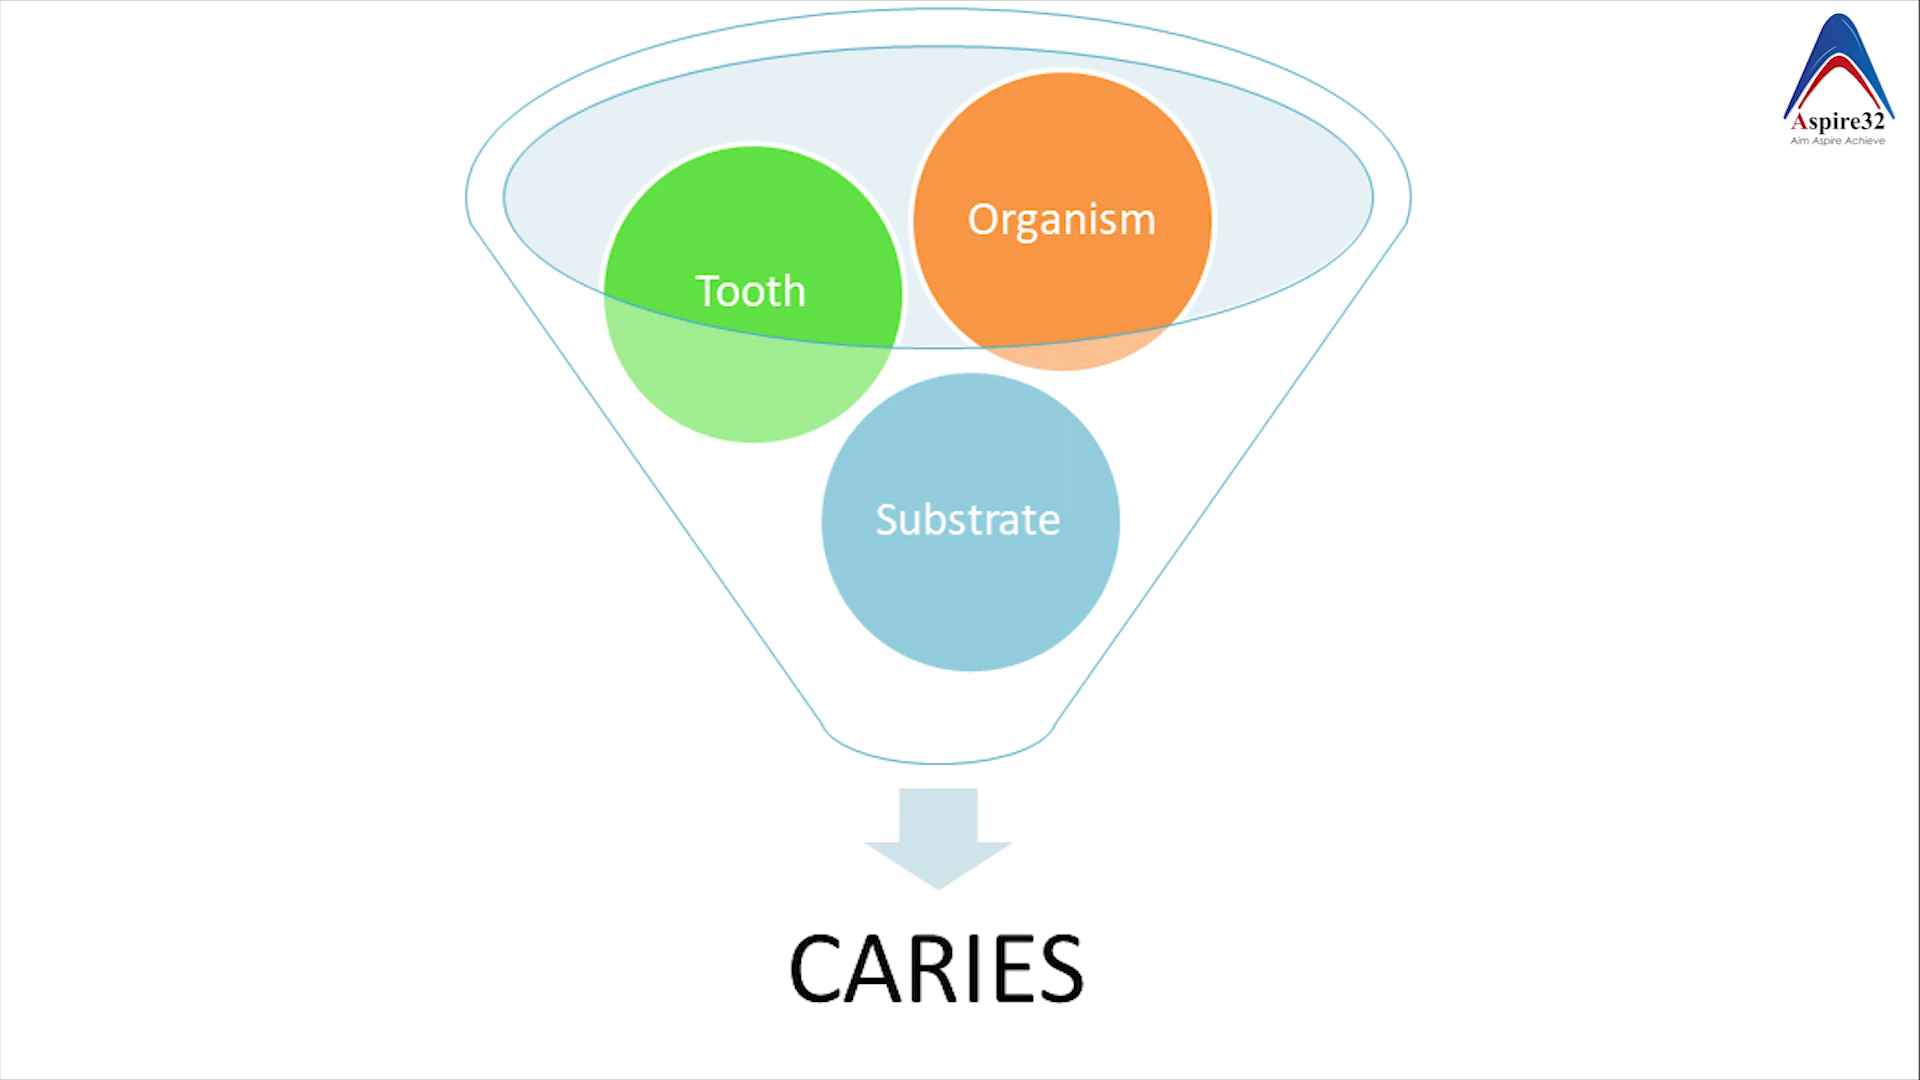 Aspire32
Aim Aspire Achieve
Organism
Tooth
Substrate
CARIES